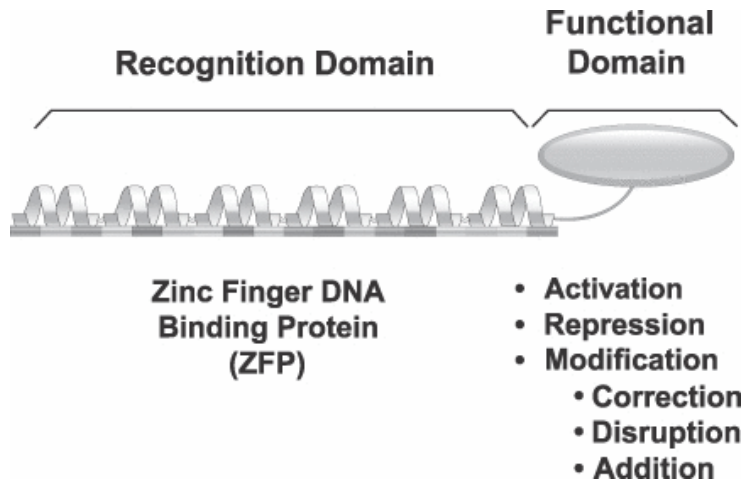 Recognition Domain
Functional
Domain
Zinc Finger DNA
Binding Protein
(ZFP)
• Activation
• Repression
• Modification
• Correction
• Disruption
• Addition